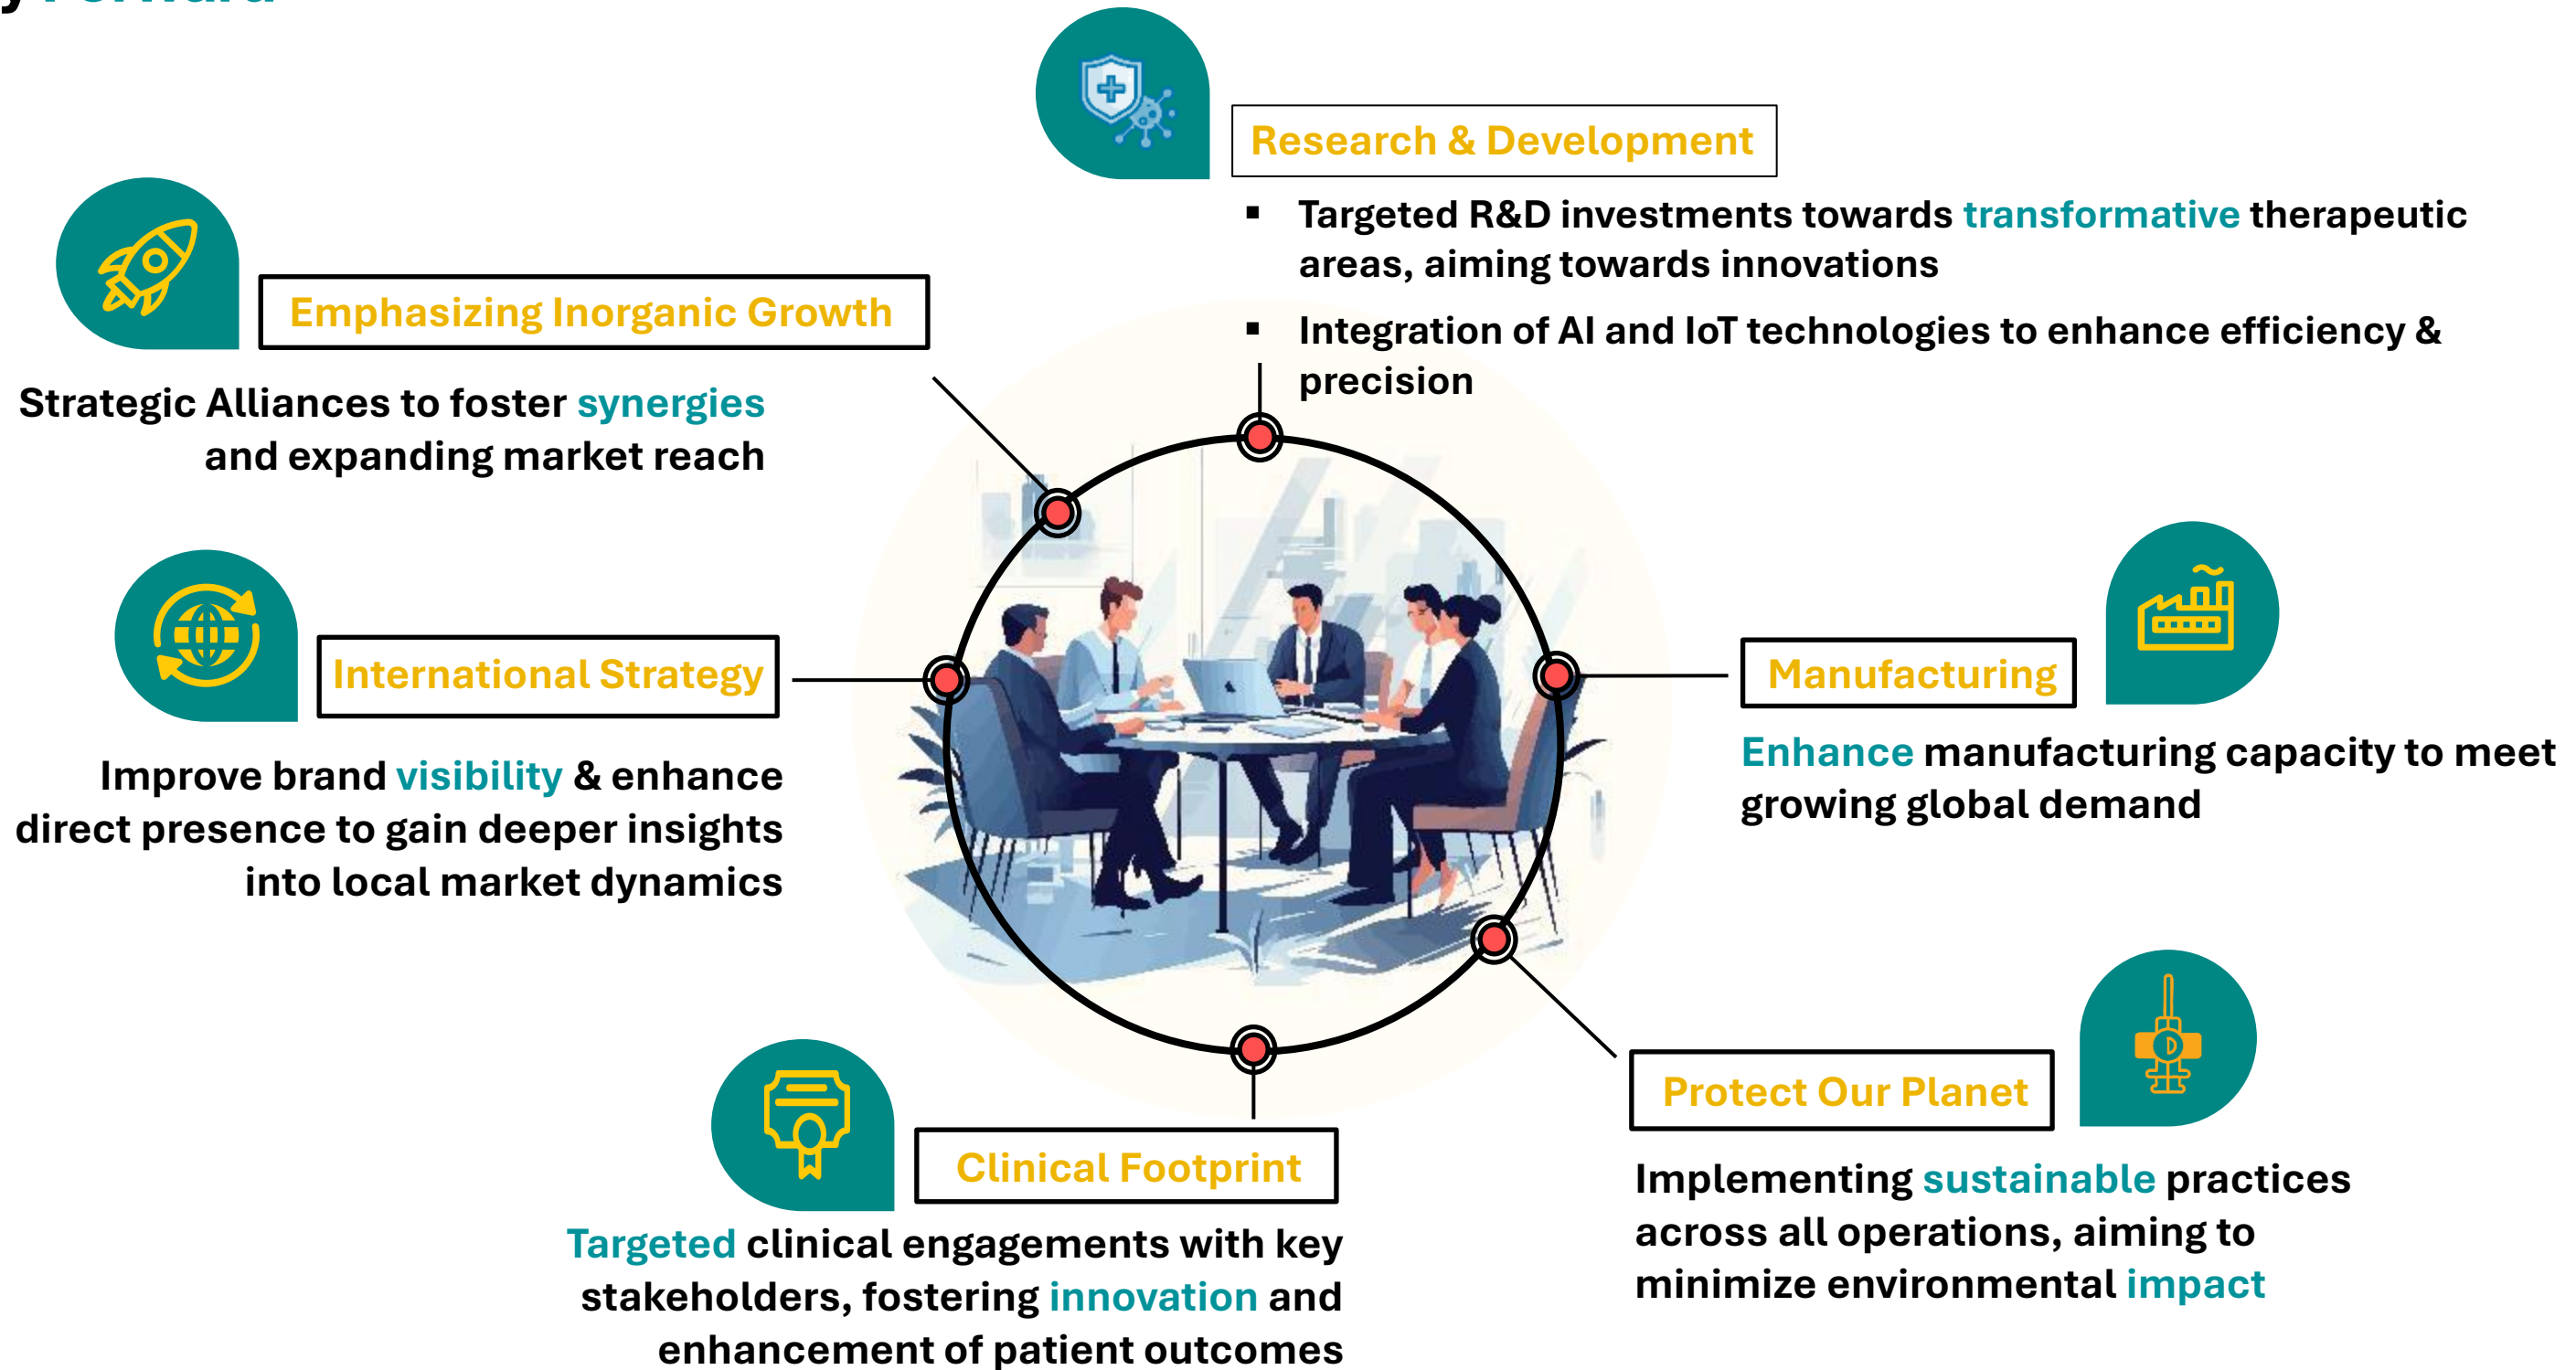 y Forward
Research & Development
▪ Targeted R&D investments towards transformative therapeutic
areas, aiming towards innovations
▪ Integration of AI and IoT technologies to enhance efficiency &
precision
Emphasizing Inorganic Growth
Strategic Alliances to foster synergies
and expanding market reach
International Strategy
Improve brand visibility & enhance
direct presence to gain deeper insights
into local market dynamics
Manufacturing
Enhance manufacturing capacity to meet
growing global demand
Protect Our Planet
D
Implementing sustainable practices
across all operations, aiming to
minimize environmental impact
Clinical Footprint
Targeted clinical engagements with key
stakeholders, fostering innovation and
enhancement of patient outcomes